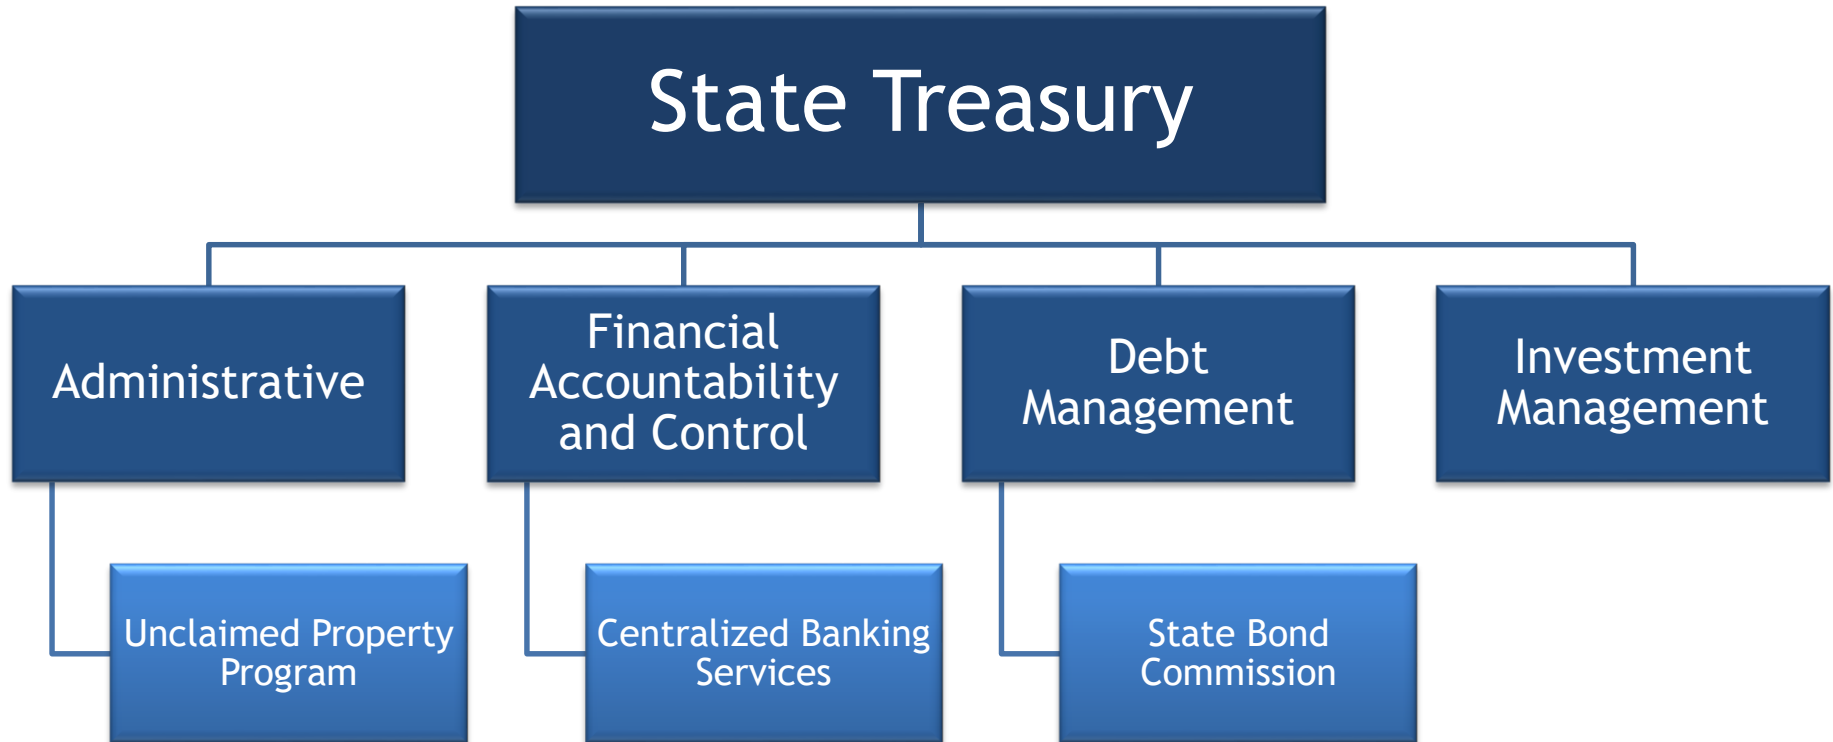 State Treasury
Administrative
Financial
Accountability
and Control
Debt
Management
Investment
Management
Unclaimed Property
Program
Centralized Banking
Services
State Bond
Commission